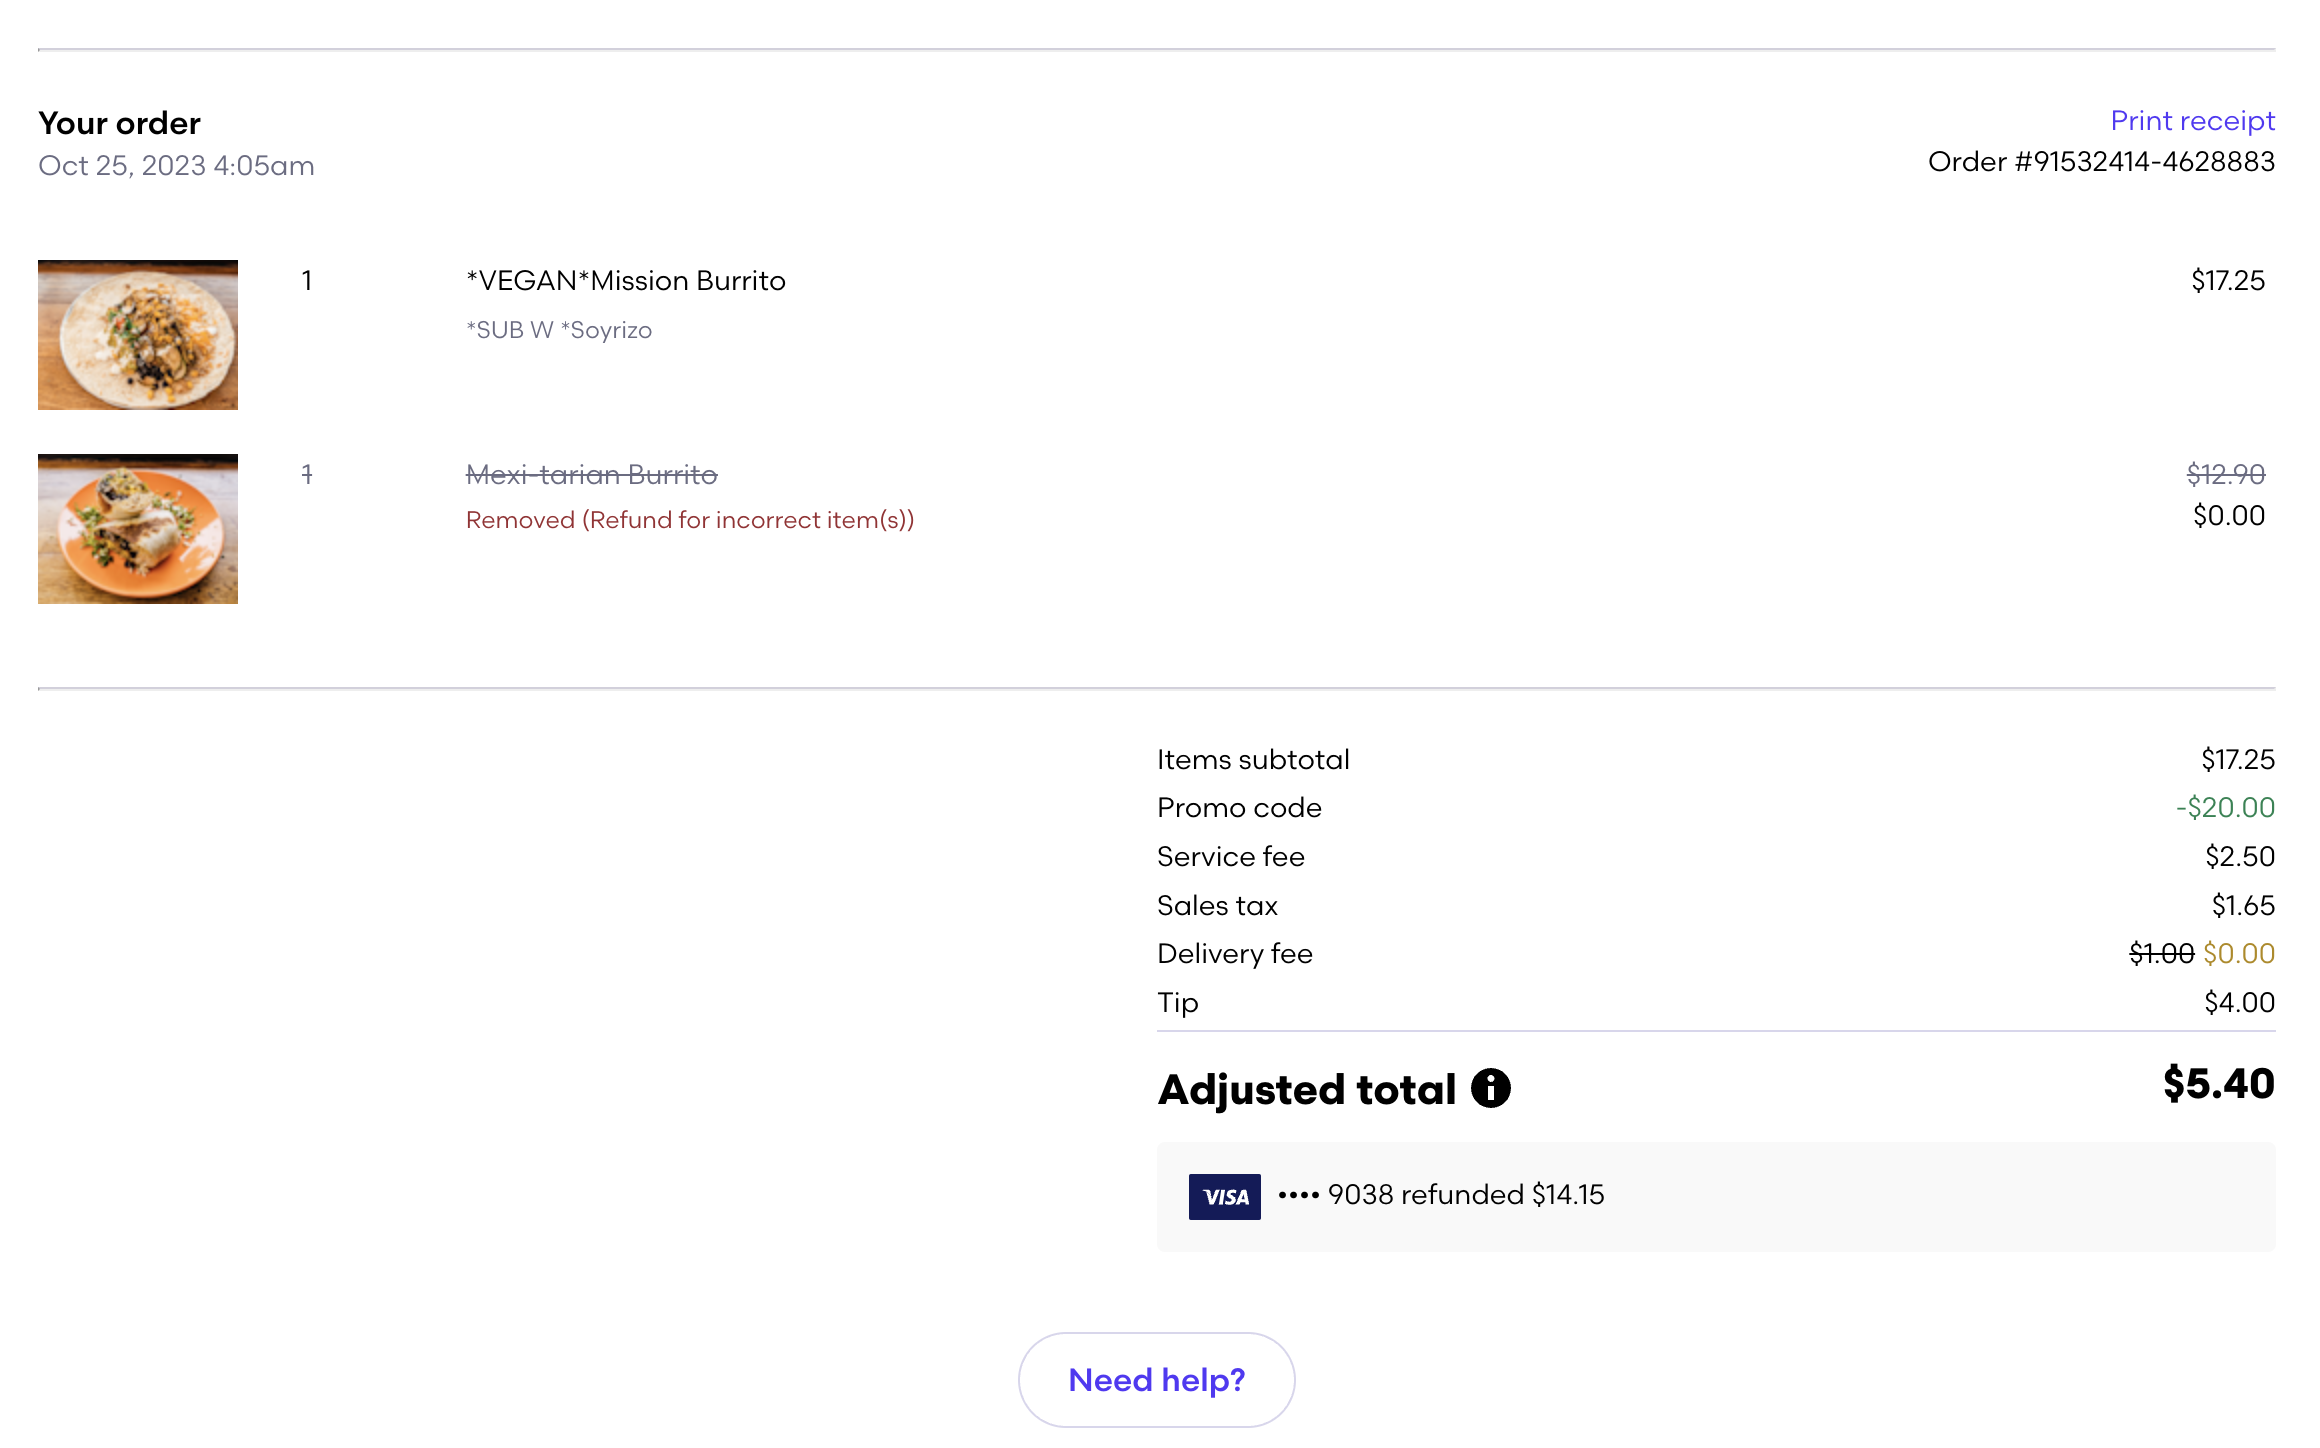 Your order
Print receipt
Oct 25, 2023 4:05am
Order #91532414-4628883
1 *VEGAN*Mission Burrito $17.25
*SUB W *Soyrizo
1 Mexi-tarian Burrito $12.90
Removed (Refund for incorrect item(s)) $0.00
Items subtotal $17.25
Promo code -$20.00
Service fee $2.50
Sales tax $1.65
Delivery fee $1.00 $0.00
Tip $4.00
Adjusted total i $5.40
VISA •••• 9038 refunded $14.15
Need help?